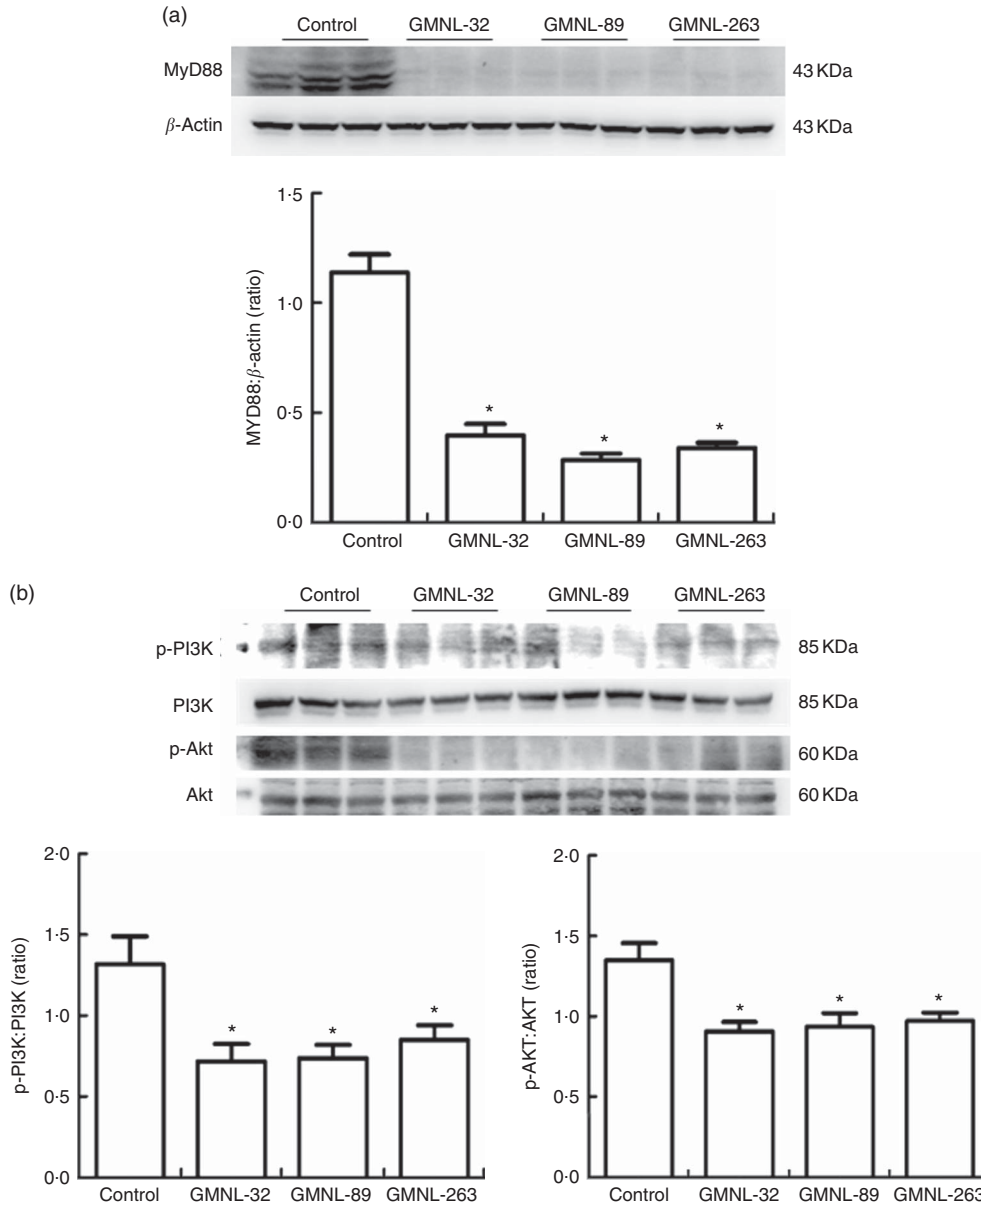 (a)
Control GMNL-32 GMNL-89 GMNL-263
MyD88 43 KDa
β-Actin 43 KDa
1·5
1·0
0·5
0·0
MYD88:β-actin (ratio)
* * *
Control GMNL-32 GMNL-89 GMNL-263
(b)
Control GMNL-32 GMNL-89 GMNL-263
p-PI3K 85 KDa
PI3K 85 KDa
p-Akt 60 KDa
Akt 60 KDa
2·0
1·5
1·0
0·5
0·0
p-PI3K:PI3K (ratio)
* * *
Control GMNL-32 GMNL-89 GMNL-263
2·0
1·5
1·0
0·5
0·0
p-AKT:AKT (ratio)
* * *
Control GMNL-32 GMNL-89 GMNL-263